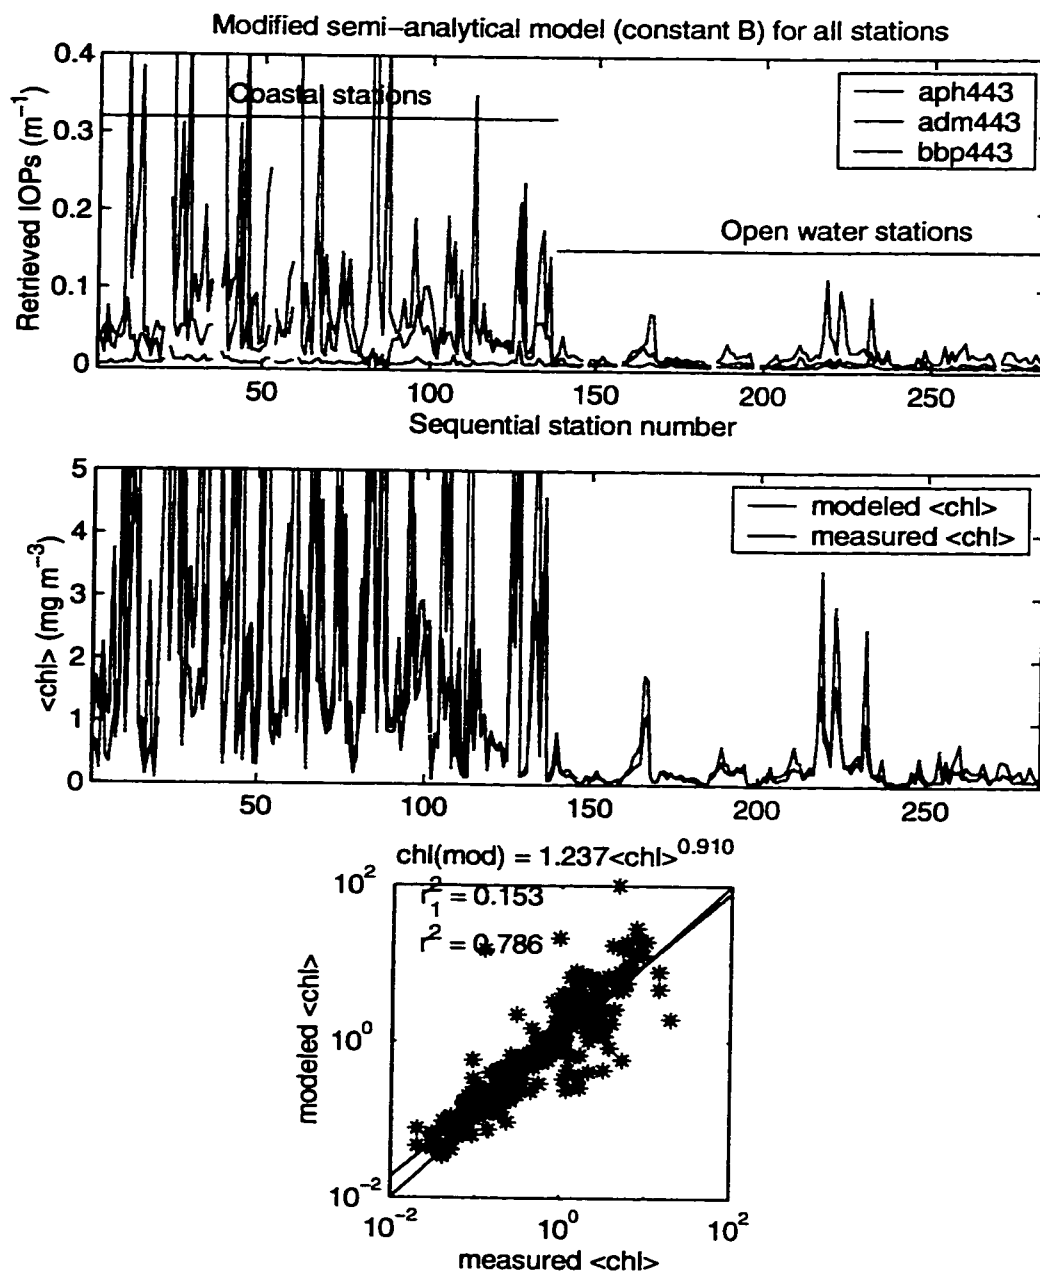 Modified semi-analytical model (constant B) for all stations
0.4
0.3
0.2
0.1
0
Retrieved IOPs (m⁻¹)
Coastal stations
aph443
adm443
bbp443
Open water stations
50 100 150 200 250
Sequential station number
5
4
3
2
1
0
<chl> (mg m⁻³)
modeled <chl>
measured <chl>
50 100 150 200 250
chl(mod) = 1.237<chl>^0.910
10²
10⁰
10⁻²
modeled <chl>
r₁² = 0.153
r² = 0.786
10⁻² 10⁰ 10²
measured <chl>